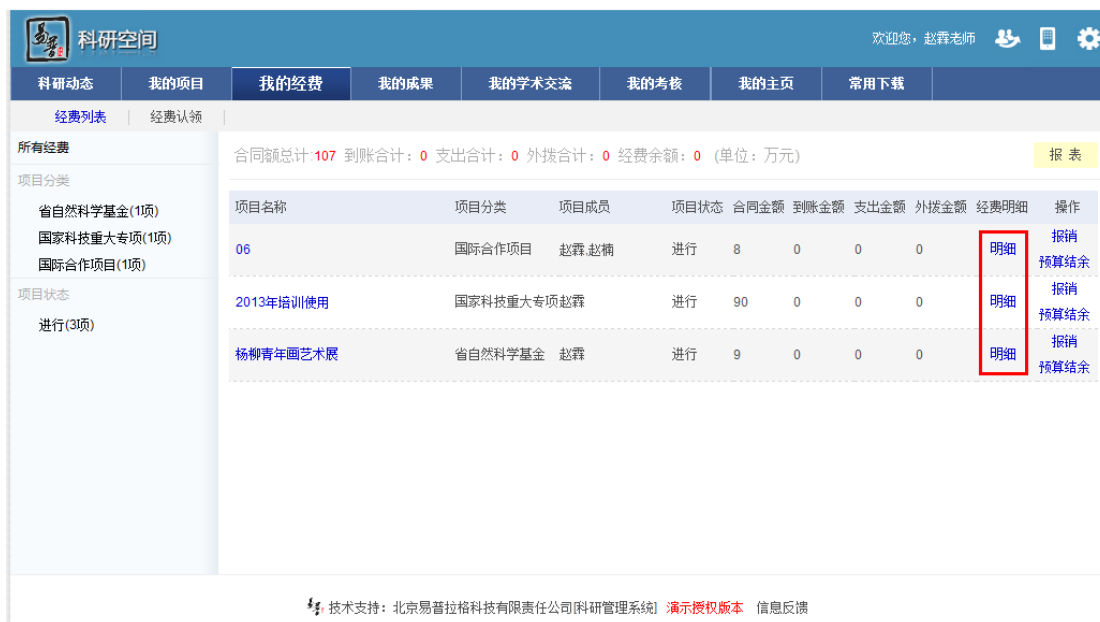 易普 科研空间 欢迎您，赵霖老师
科研动态 我的项目 我的经费 我的成果 我的学术交流 我的考核 我的主页 常用下载
经费列表 经费认领
所有经费
合同额总计:107 到账合计：0 支出合计：0 外拨合计：0 经费余额：0 (单位：万元) 报 表
项目分类
省自然科学基金(1项)
国家科技重大专项(1项)
国际合作项目(1项)
项目状态
进行(3项)
项目名称 项目分类 项目成员 项目状态 合同金额 到账金额 支出金额 外拨金额 经费明细 操作
06 国际合作项目 赵霖,赵楠 进行 8 0 0 0 明细 报销
预算结余
2013年培训使用 国家科技重大专项 赵霖 进行 90 0 0 0 明细 报销
预算结余
杨柳青年画艺术展 省自然科学基金 赵霖 进行 9 0 0 0 明细 报销
预算结余
技术支持：北京易普拉格科技有限责任公司[科研管理系统] 演示授权版本 信息反馈